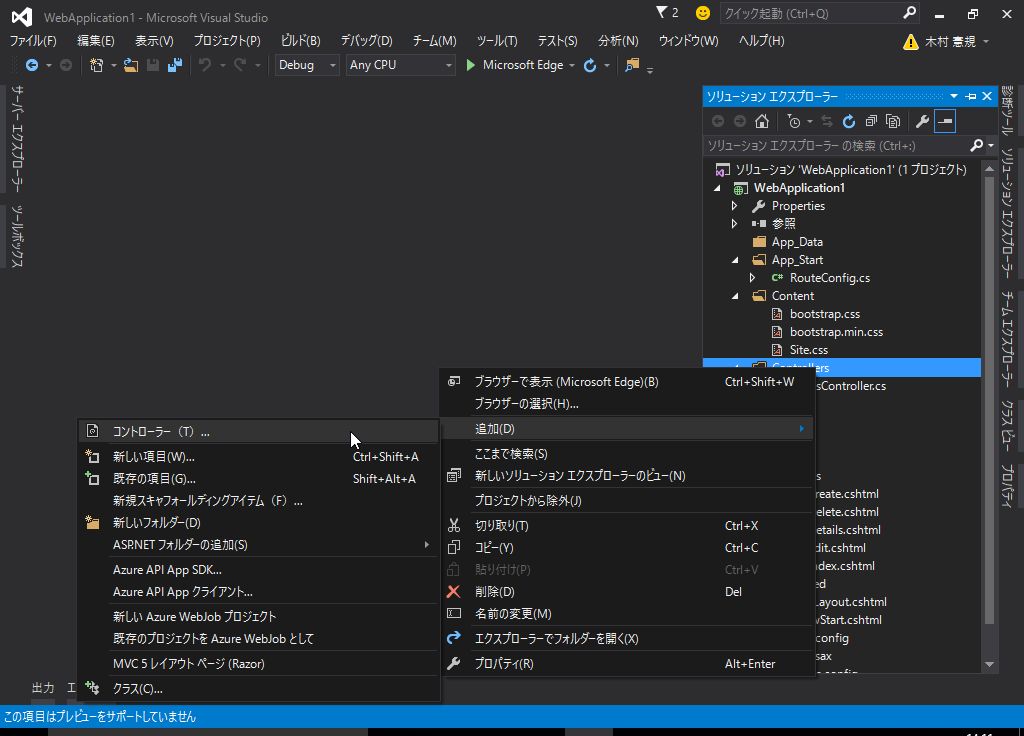 WebApplication1 - Microsoft Visual Studio
2
クイック起動 (Ctrl+Q)
ファイル(F) 編集(E) 表示(V) プロジェクト(P) ビルド(B) デバッグ(D) チーム(M) ツール(T) テスト(S) 分析(N) ウィンドウ(W) ヘルプ(H)
木村 憲規
Debug Any CPU Microsoft Edge
サーバー エクスプローラー
ツールボックス
ソリューション エクスプローラー
ソリューション エクスプローラー の検索 (Ctrl+:)
ソリューション 'WebApplication1' (1 プロジェクト)
WebApplication1
Properties
参照
App_Data
App_Start
RouteConfig.cs
Content
bootstrap.css
bootstrap.min.css
Site.css
Controllers
sController.cs
s
reate.cshtml
elete.cshtml
etails.cshtml
dit.cshtml
ndex.cshtml
ed
Layout.cshtml
wStart.cshtml
config
sax
診断ツール
ソリューション エクスプローラー
チーム エクスプローラー
クラス ビュー
プロパティ
ブラウザーで表示 (Microsoft Edge)(B) Ctrl+Shift+W
ブラウザーの選択(H)...
追加(D)
ここまで検索(S)
新しいソリューション エクスプローラーのビュー(N)
プロジェクトから除外(J)
切り取り(T) Ctrl+X
コピー(Y) Ctrl+C
貼り付け(P) Ctrl+V
削除(D) Del
名前の変更(M)
エクスプローラーでフォルダーを開く(X)
プロパティ(R) Alt+Enter
コントローラー（T）...
新しい項目(W)... Ctrl+Shift+A
既存の項目(G)... Shift+Alt+A
新規スキャフォールディングアイテム（F）...
新しいフォルダー(D)
ASP.NET フォルダーの追加(S)
Azure API App SDK...
Azure API App クライアント...
新しい Azure WebJob プロジェクト
既存のプロジェクトを Azure WebJob として
MVC 5 レイアウト ページ (Razor)
クラス(C)...
出力
この項目はプレビューをサポートしていません